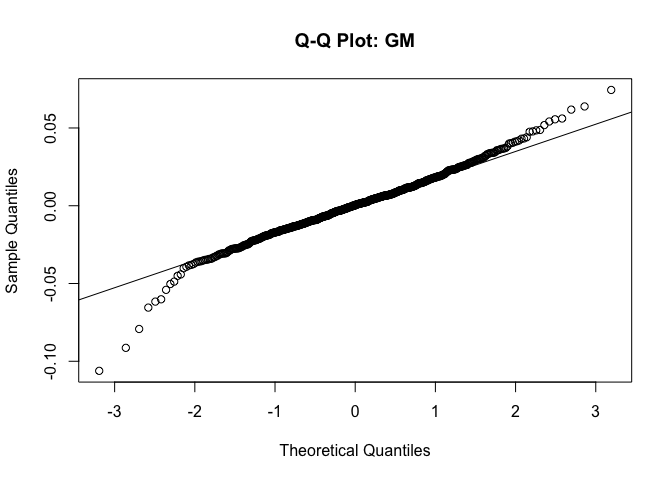 Q-Q Plot: GM
0.05
0.00
-0.05
-0.10
Sample Quantiles
-3 -2 -1 0 1 2 3
Theoretical Quantiles